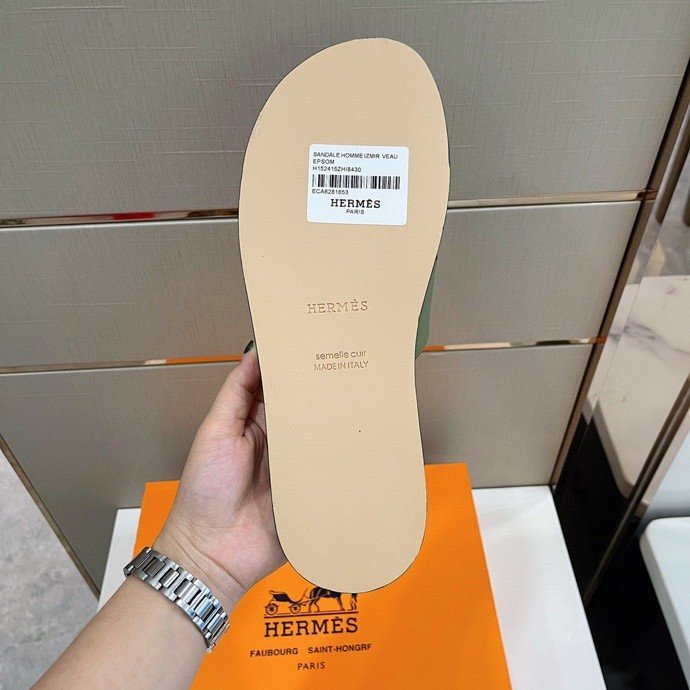 SANDALE HOMME IZMIR VEAU
EPSOM
H152415ZHI8430
ECA6281653
HERMÈS
PARIS
HERMÈS
semelle cuir
MADE IN ITALY
HERMÈS
FAUBOURG SAINT-HONGRF
PARIS